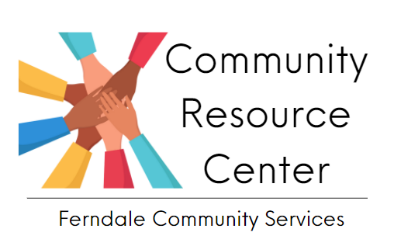 Community
Resource
Center
Ferndale Community Services